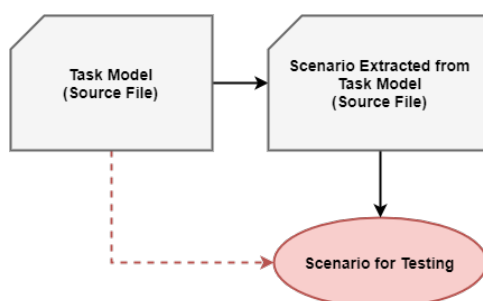 Task Model
(Source File)
Scenario Extracted from
Task Model
(Source File)
Scenario for Testing